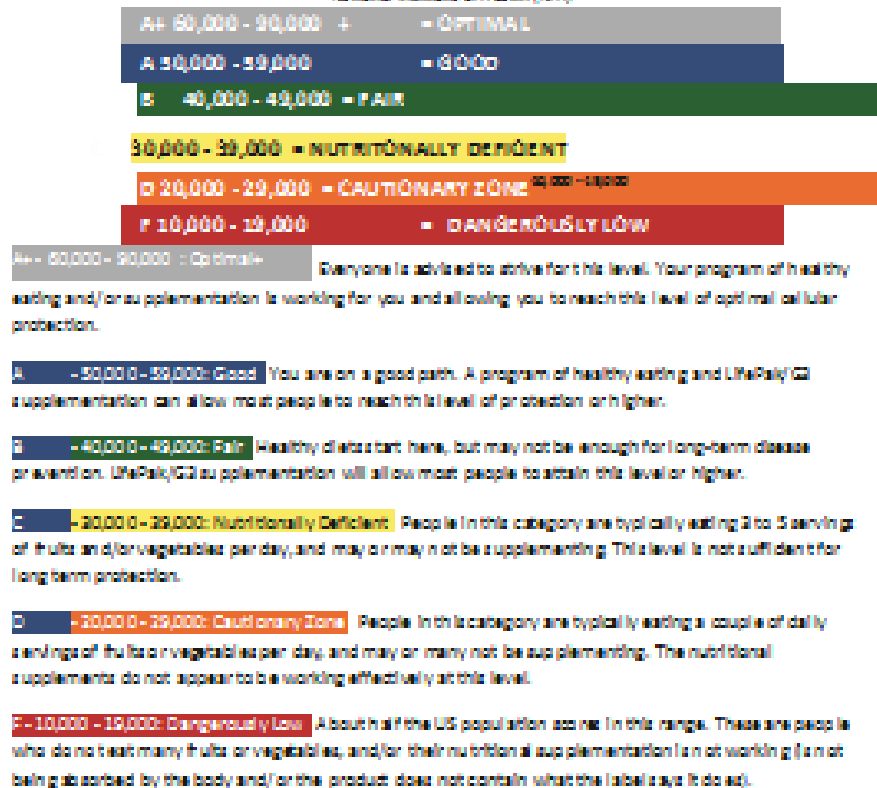 A+ 60,000 - 90,000 + = OPTIMAL
A 50,000 - 59,000 = GOOD
B 40,000 - 49,000 = FAIR
30,000 - 39,000 = NUTRITONALLY DEFICIENT
D 20,000 - 29,000 = CAUTIONARY ZONE
F 10,000 - 19,000 = DANGEROUSLY LOW
A+ - 60,000 - 90,000 : Optimal+ Everyone is advised to strive for this level. Your program of healthy
eating and/or supplementation is working for you and allowing you to reach this level of optimal cellular
protection.
A - 50,000 - 59,000: Good You are on a good path. A program of healthy eating and LifePak/G3
supplementation can allow most people to reach this level of protection or higher.
B - 40,000 - 49,000: Fair Healthy diets start here, but may not be enough for long-term disease
prevention. LifePak/G3 supplementation will allow most people to attain this level or higher.
C - 30,000 - 39,000: Nutritionally Deficient People in this category are typically eating 3 to 5 servings
of fruits and/or vegetables per day, and may or may not be supplementing. This level is not sufficient for
long term protection.
D - 20,000 - 29,000: Cautionary Zone People in this category are typically eating a couple of daily
servings of fruits or vegetables per day, and may or many not be supplementing. The nutritional
supplements do not appear to be working effectively at this level.
F - 10,000 - 19,000: Dangerously Low About half the US population scores in this range. These are people
who do not eat many fruits or vegetables, and/or their nutritional supplementation is not working (is not
being absorbed by the body and/or the product does not contain what the label says it does).